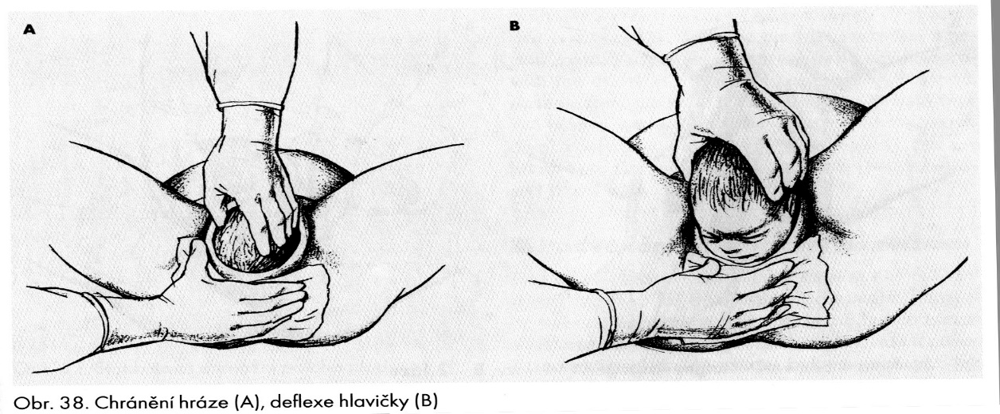 A
B
Obr. 38. Chránění hráze (A), deflexe hlavičky (B)